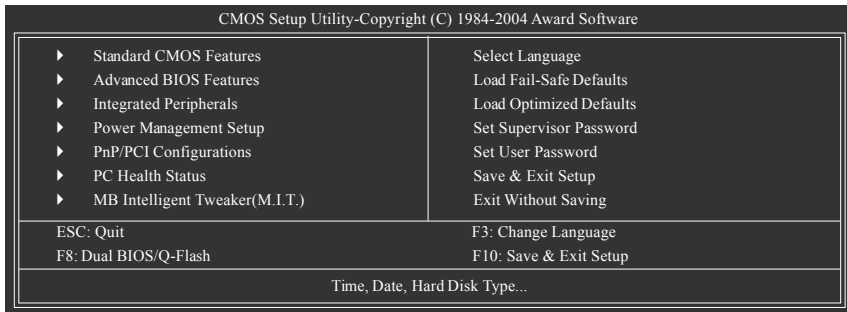 CMOS Setup Utility-Copyright (C) 1984-2004 Award Software
Standard CMOS Features
Advanced BIOS Features
Integrated Peripherals
Power Management Setup
PnP/PCI Configurations
PC Health Status
MB Intelligent Tweaker(M.I.T.)
Select Language
Load Fail-Safe Defaults
Load Optimized Defaults
Set Supervisor Password
Set User Password
Save & Exit Setup
Exit Without Saving
ESC: Quit
F8: Dual BIOS/Q-Flash
F3: Change Language
F10: Save & Exit Setup
Time, Date, Hard Disk Type...